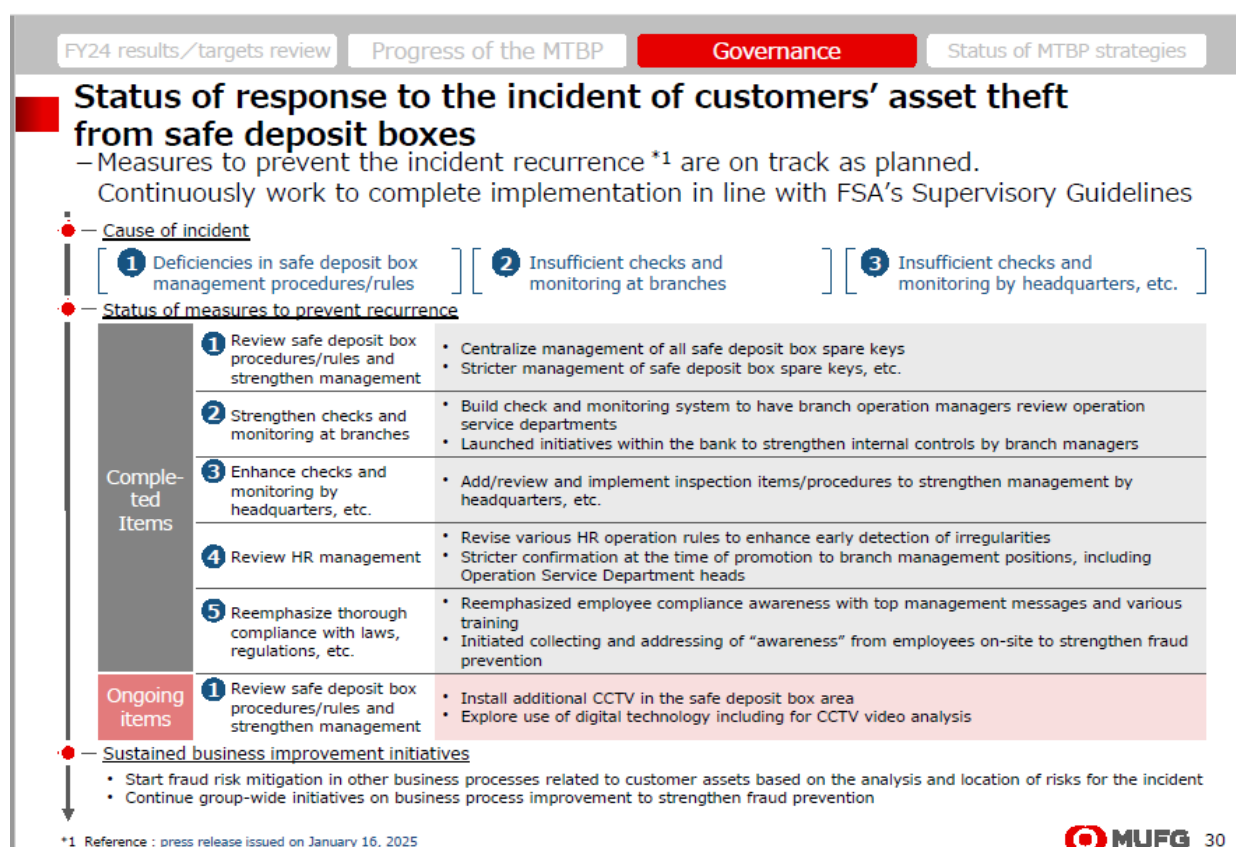 FY24 results／targets review
Progress of the MTBP
Governance
Status of MTBP strategies
Status of response to the incident of customers’ asset theft
from safe deposit boxes
－Measures to prevent the incident recurrence *1 are on track as planned.
Continuously work to complete implementation in line with FSA’s Supervisory Guidelines
Cause of incident
1 Deficiencies in safe deposit box
management procedures/rules
2 Insufficient checks and
monitoring at branches
3 Insufficient checks and
monitoring by headquarters, etc.
Status of measures to prevent recurrence
Comple-
ted
Items
1 Review safe deposit box
procedures/rules and
strengthen management
• Centralize management of all safe deposit box spare keys
• Stricter management of safe deposit box spare keys, etc.
2 Strengthen checks and
monitoring at branches
• Build check and monitoring system to have branch operation managers review operation
service departments
• Launched initiatives within the bank to strengthen internal controls by branch managers
3 Enhance checks and
monitoring by
headquarters, etc.
• Add/review and implement inspection items/procedures to strengthen management by
headquarters, etc.
4 Review HR management
• Revise various HR operation rules to enhance early detection of irregularities
• Stricter confirmation at the time of promotion to branch management positions, including
Operation Service Department heads
5 Reemphasize thorough
compliance with laws,
regulations, etc.
• Reemphasized employee compliance awareness with top management messages and various
training
• Initiated collecting and addressing of “awareness” from employees on-site to strengthen fraud
prevention
Ongoing
items
1 Review safe deposit box
procedures/rules and
strengthen management
• Install additional CCTV in the safe deposit box area
• Explore use of digital technology including for CCTV video analysis
Sustained business improvement initiatives
• Start fraud risk mitigation in other business processes related to customer assets based on the analysis and location of risks for the incident
• Continue group-wide initiatives on business process improvement to strengthen fraud prevention
*1 Reference : press release issued on January 16, 2025
MUFG
30